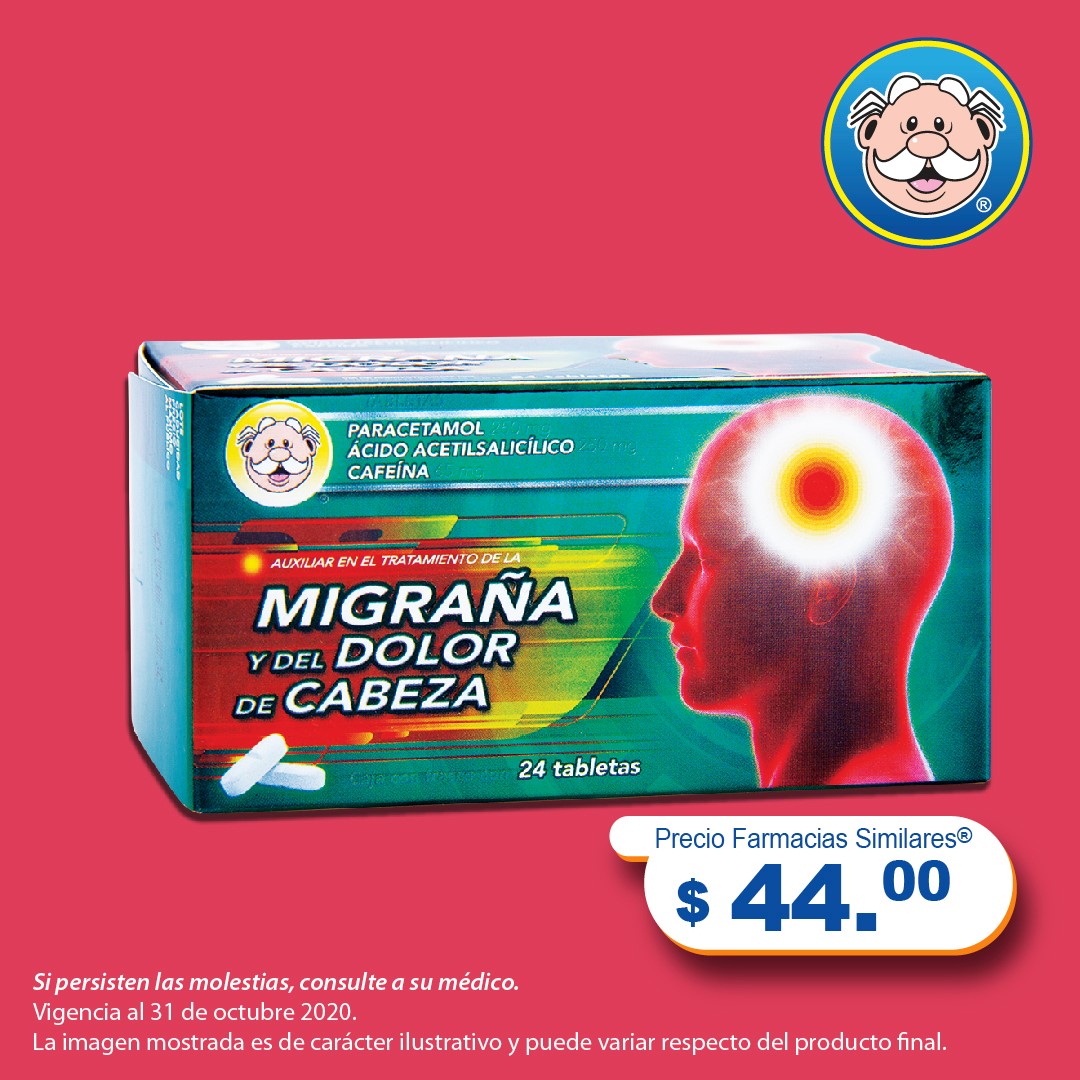 ®
MIGRAÑA
PARACETAMOL
ÁCIDO ACETILSALICÍLICO
CAFEÍNA
AUXILIAR EN EL TRATAMIENTO DE LA
MIGRAÑA
Y DEL DOLOR
DE CABEZA
24 tabletas
Precio Farmacias Similares®
$ 44.00
Si persisten las molestias, consulte a su médico.
Vigencia al 31 de octubre 2020.
La imagen mostrada es de carácter ilustrativo y puede variar respecto del producto final.